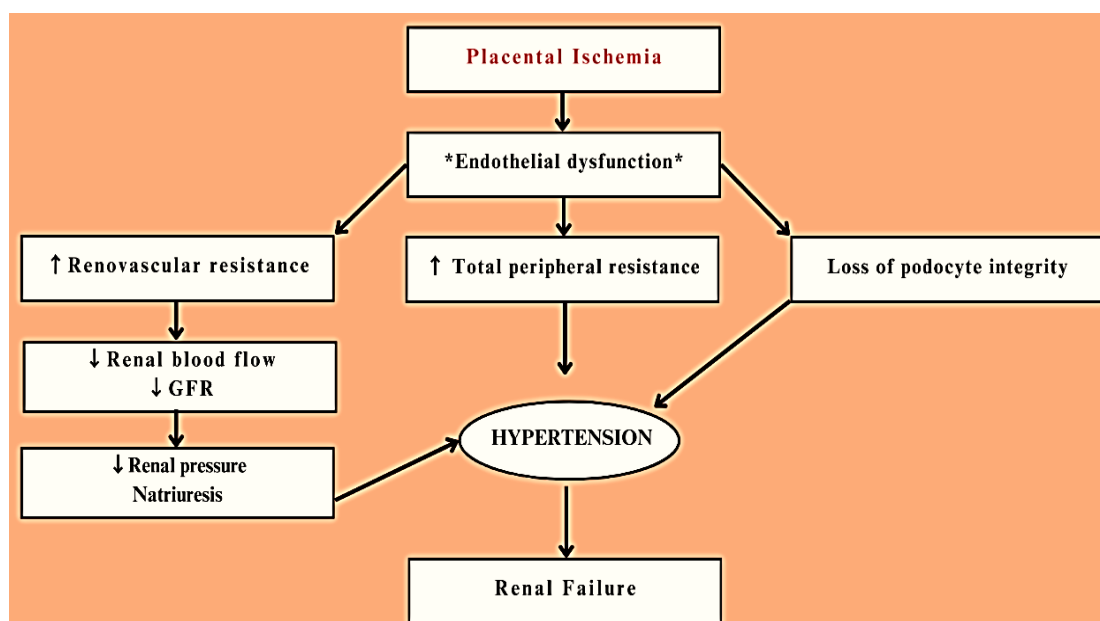 Placental Ischemia
*Endothelial dysfunction*
↑ Renovascular resistance
↑ Total peripheral resistance
Loss of podocyte integrity
↓ Renal blood flow
↓ GFR
↓ Renal pressure
Natriuresis
HYPERTENSION
Renal Failure